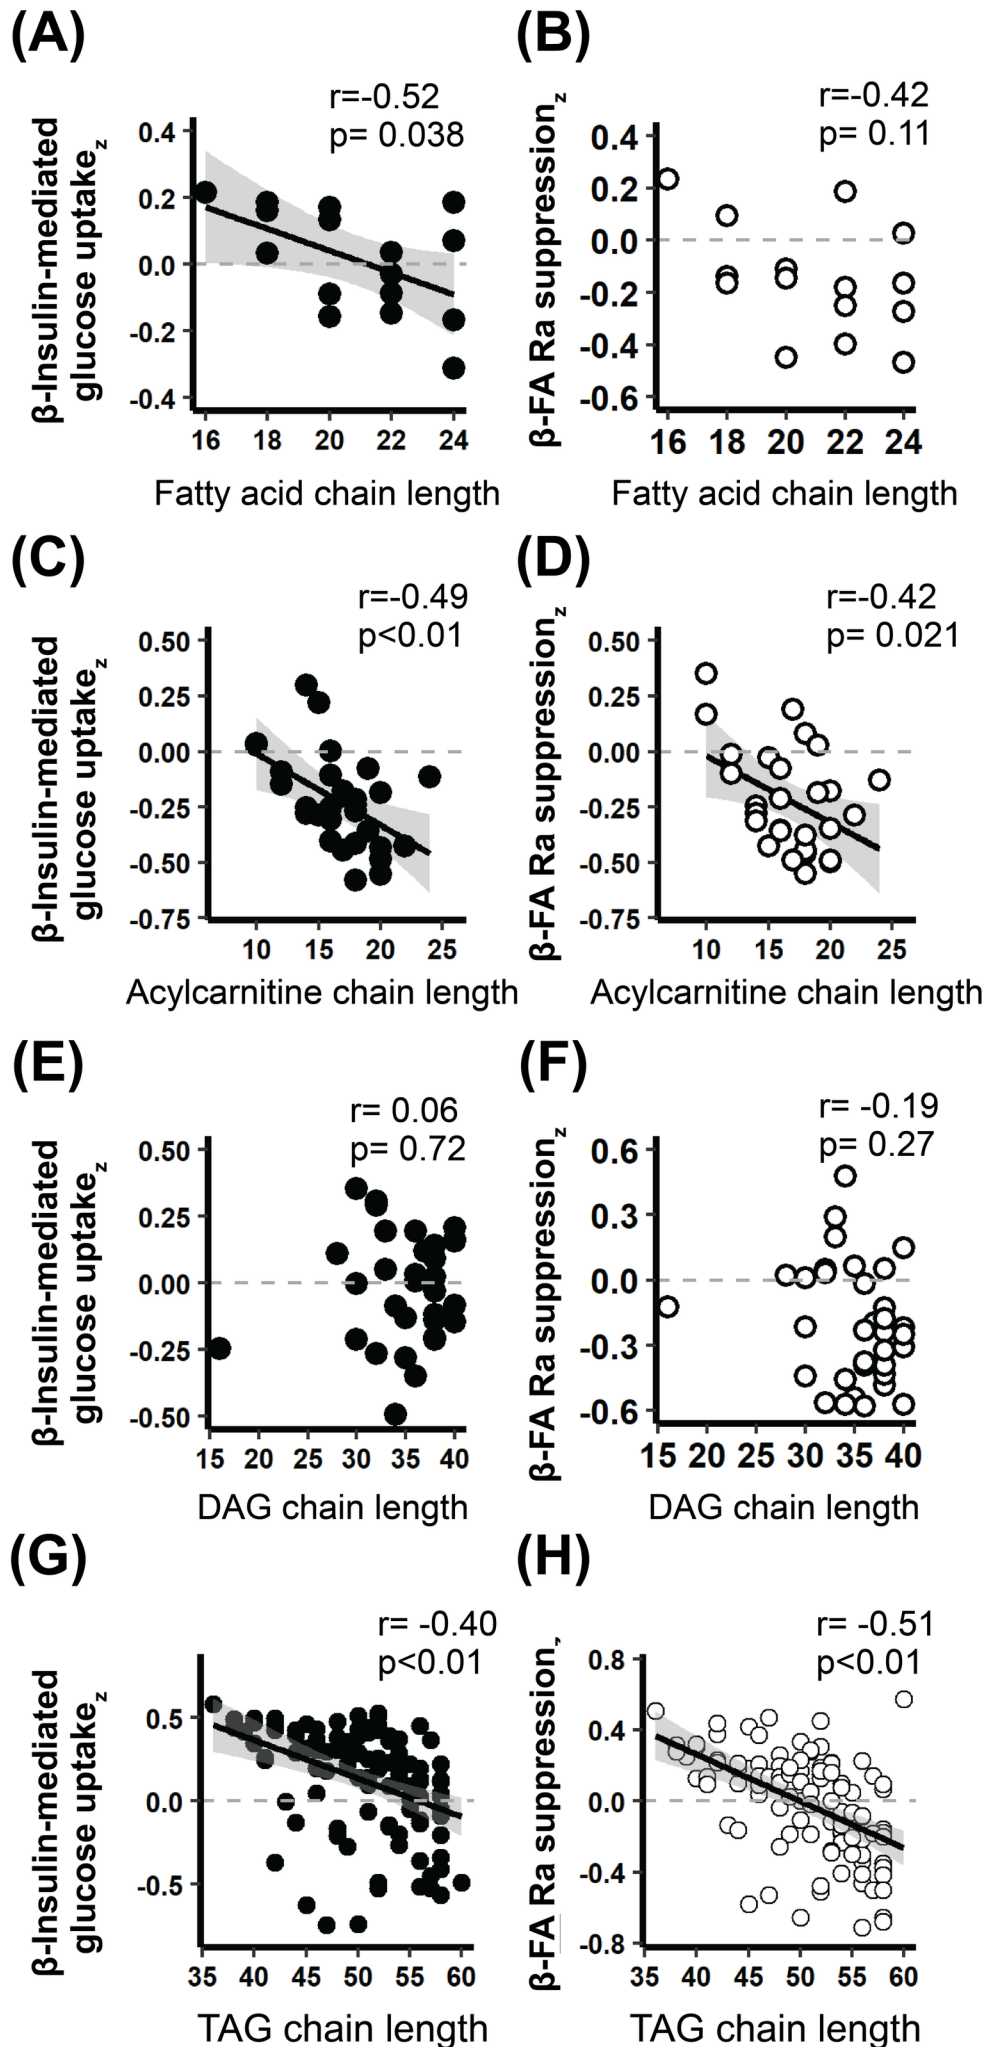 (A)
r=-0.52
p= 0.038
β-Insulin-mediated
glucose uptakez
0.4
0.2
0.0
-0.2
-0.4
16 18 20 22 24
Fatty acid chain length
(B)
r=-0.42
p= 0.11
β-FA Ra suppressionz
0.4
0.2
0.0
-0.2
-0.4
-0.6
16 18 20 22 24
Fatty acid chain length
(C)
r=-0.49
p<0.01
β-Insulin-mediated
glucose uptakez
0.50
0.25
0.00
-0.25
-0.50
-0.75
10 15 20 25
Acylcarnitine chain length
(D)
r=-0.42
p= 0.021
β-FA Ra suppressionz
0.50
0.25
0.00
-0.25
-0.50
-0.75
10 15 20 25
Acylcarnitine chain length
(E)
r= 0.06
p= 0.72
β-Insulin-mediated
glucose uptakez
0.50
0.25
0.00
-0.25
-0.50
15 20 25 30 35 40
DAG chain length
(F)
r= -0.19
p= 0.27
β-FA Ra suppressionz
0.6
0.3
0.0
-0.3
-0.6
15 20 25 30 35 40
DAG chain length
(G)
r= -0.40
p<0.01
β-Insulin-mediated
glucose uptakez
0.5
0.0
-0.5
35 40 45 50 55 60
TAG chain length
(H)
r= -0.51
p<0.01
β-FA Ra suppression
0.8
0.4
0.0
-0.4
-0.8
35 40 45 50 55 60
TAG chain length